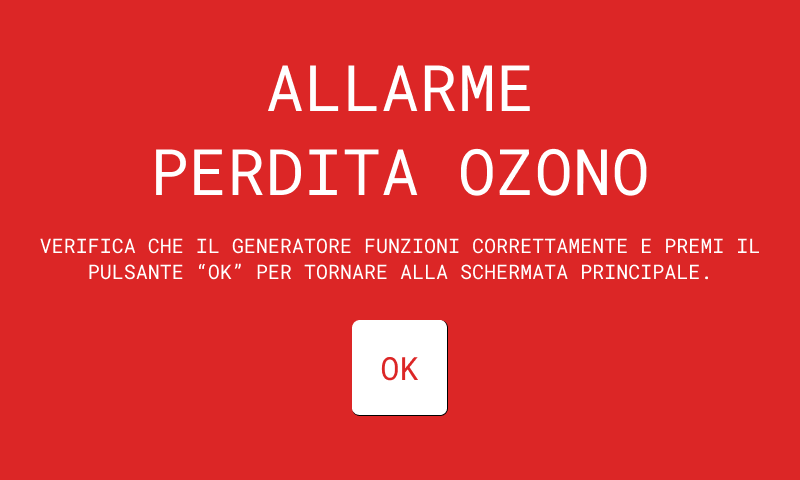 ALLARME
PERDITA OZONO
VERIFICA CHE IL GENERATORE FUNZIONI CORRETTAMENTE E PREMI IL
PULSANTE “OK” PER TORNARE ALLA SCHERMATA PRINCIPALE.
OK